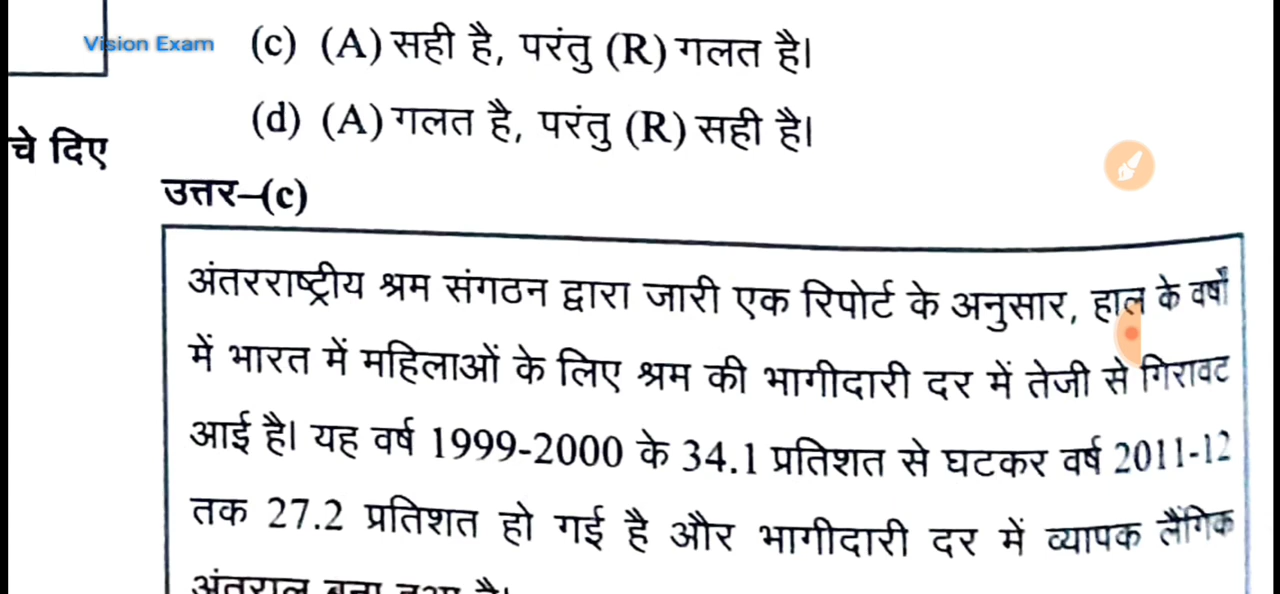 Vision Exam
(c) (A) सही है, परंतु (R) गलत है।
(d) (A) गलत है, परंतु (R) सही है।
चे दिए
उत्तर–(c)
अंतरराष्ट्रीय श्रम संगठन द्वारा जारी एक रिपोर्ट के अनुसार, हाल के वर्षों
में भारत में महिलाओं के लिए श्रम की भागीदारी दर में तेजी से गिरावट
आई है। यह वर्ष 1999-2000 के 34.1 प्रतिशत से घटकर वर्ष 2011-12
तक 27.2 प्रतिशत हो गई है और भागीदारी दर में व्यापक लैंगिक